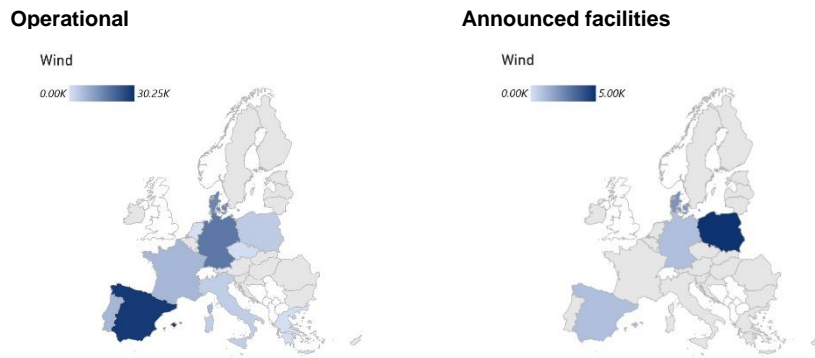 Operational
Announced facilities
Wind
Wind
0.00K 30.25K
0.00K 5.00K